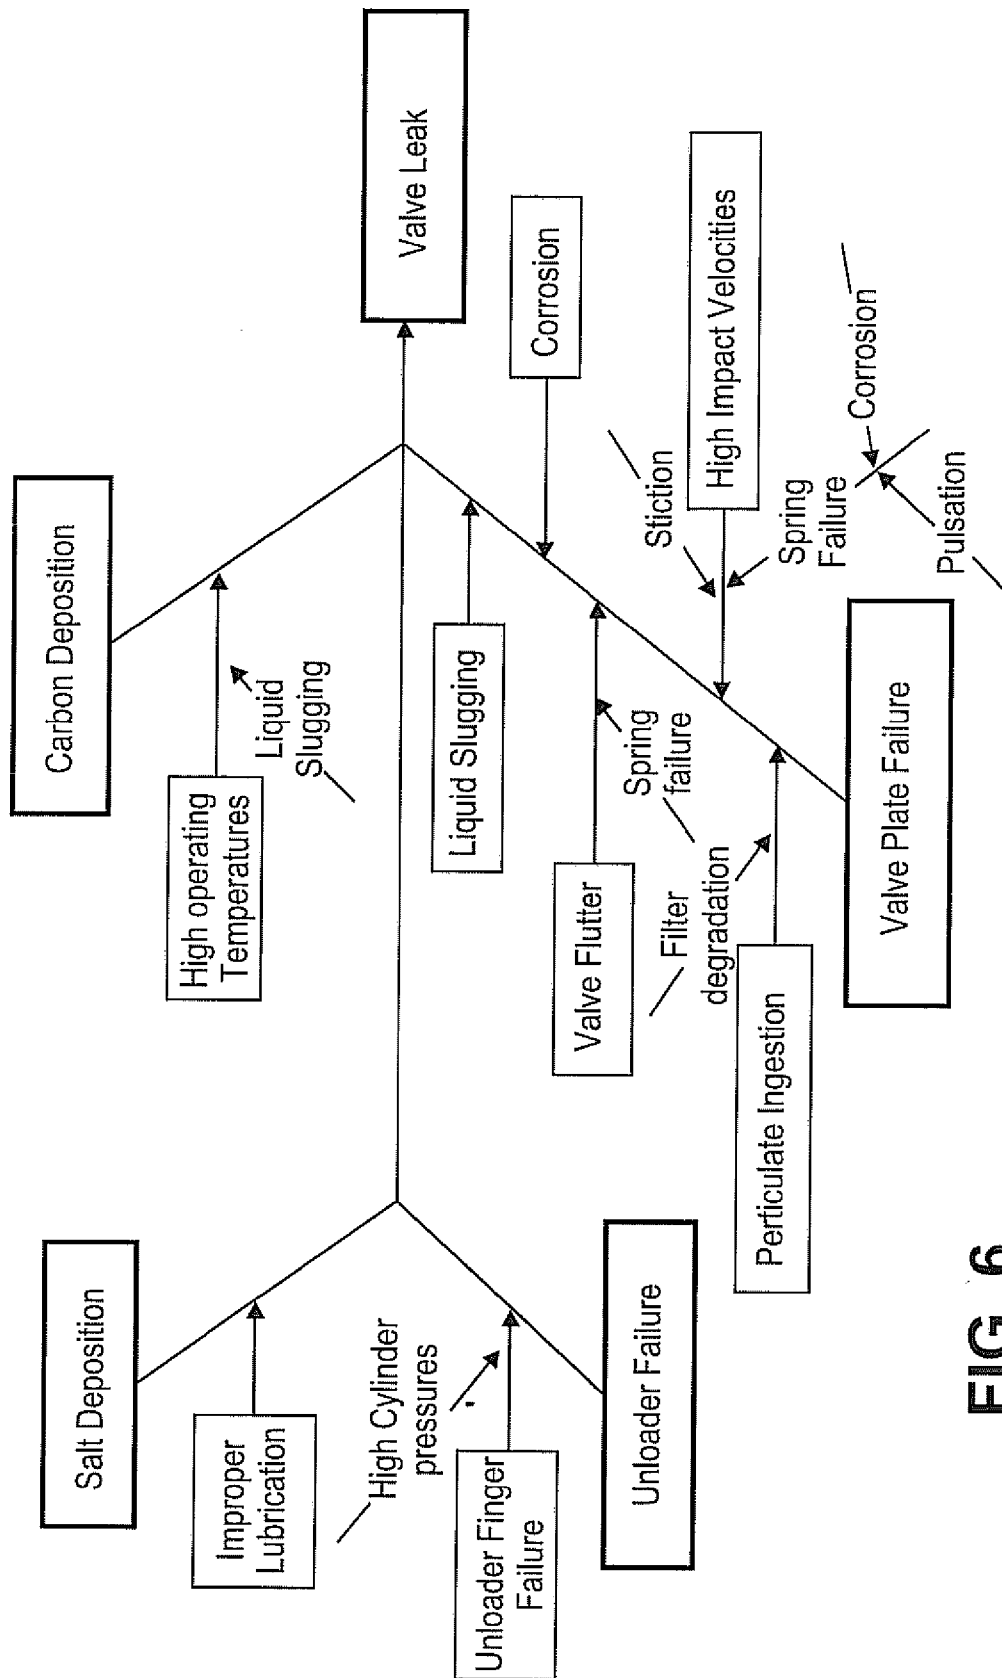 Salt Deposition
Carbon Deposition
Improper
Lubrication
High operating
Temperatures
Liquid
Slugging
Valve Leak
High Cylinder
pressures
Unloader Finger
Failure
Liquid Slugging
Corrosion
Valve Flutter
Spring
failure
Stiction
Unloader Failure
Filter
degradation
High Impact Velocities
Perticulate Ingestion
Spring
Failure
Valve Plate Failure
Corrosion
Pulsation
FIG 6